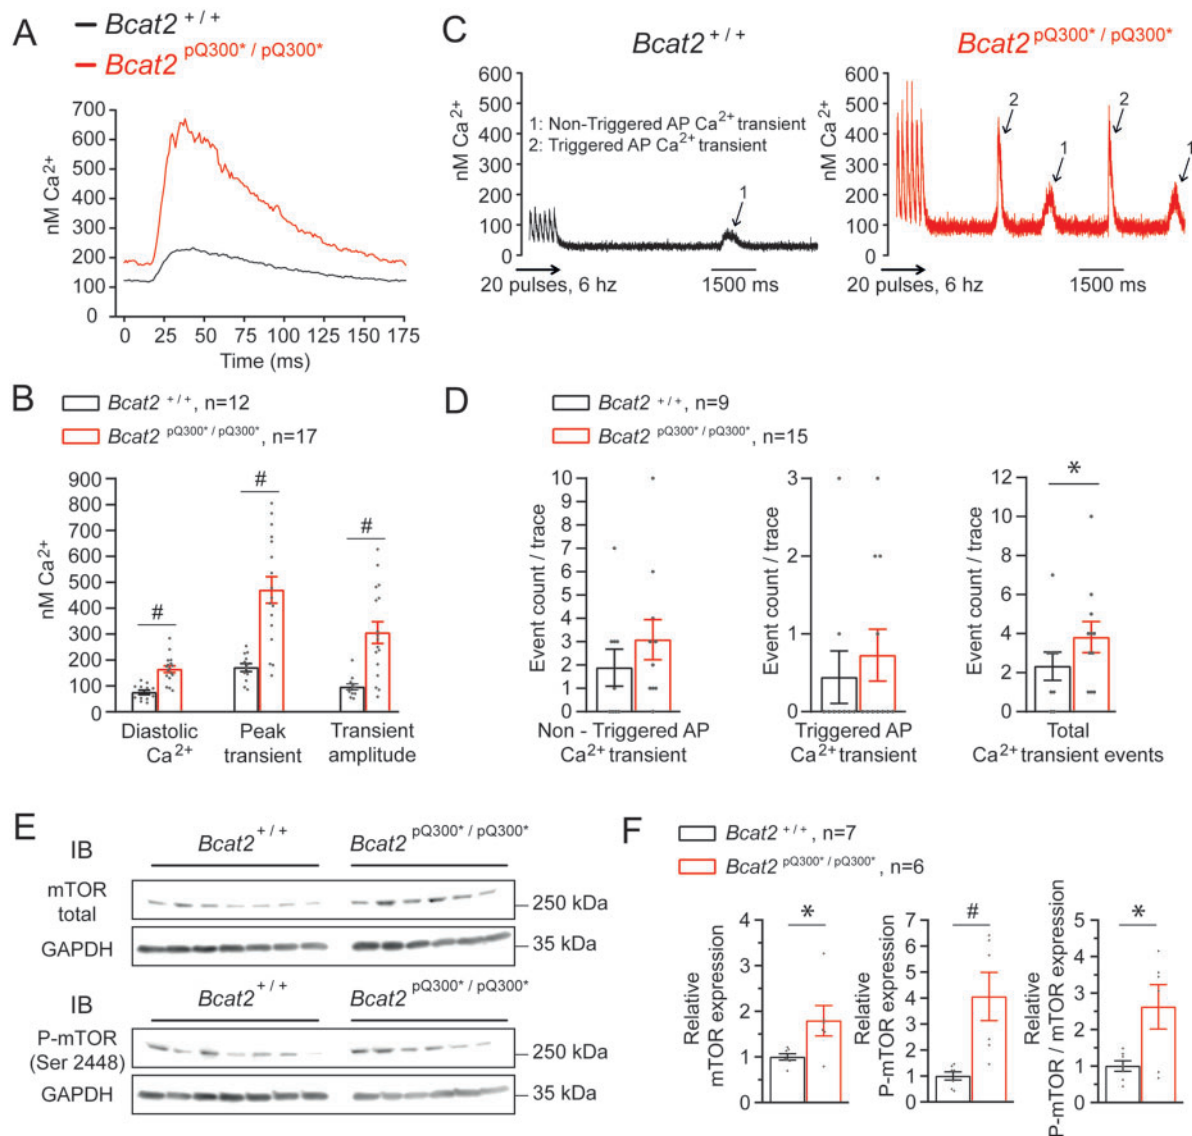 A
Bcat2 +/+
Bcat2 pQ300*/pQ300*
700
600
500
400
300
200
100
0
nM Ca2+
0 25 50 75 100 125 150 175
Time (ms)
C
Bcat2 +/+
Bcat2 pQ300*/pQ300*
600
500
400
300
200
100
0
nM Ca2+
1: Non-Triggered AP Ca2+ transient
2: Triggered AP Ca2+ transient
1
20 pulses, 6 hz
1500 ms
600
500
400
300
200
100
0
nM Ca2+
2
1
2
1
20 pulses, 6 hz
1500 ms
B
Bcat2 +/+, n=12
Bcat2 pQ300*/pQ300*, n=17
900
800
700
600
500
400
300
200
100
0
nM Ca2+
# # #
Diastolic Ca2+
Peak transient
Transient amplitude
D
Bcat2 +/+, n=9
Bcat2 pQ300*/pQ300*, n=15
10
9
8
7
6
5
4
3
2
1
0
Event count / trace
Non - Triggered AP
Ca2+ transient
3
2
1
0
Event count / trace
Triggered AP
Ca2+ transient
12
10
8
6
4
2
0
Event count / trace
*
Total
Ca2+ transient events
E
IB
Bcat2 +/+
Bcat2 pQ300*/pQ300*
mTOR
total
250 kDa
GAPDH
35 kDa
IB
Bcat2 +/+
Bcat2 pQ300*/pQ300*
P-mTOR
(Ser 2448)
250 kDa
GAPDH
35 kDa
F
Bcat2 +/+, n=7
Bcat2 pQ300*/pQ300*, n=6
4
3
2
1
0
Relative
mTOR expression
*
7
6
5
4
3
2
1
0
Relative
P-mTOR expression
#
5
4
3
2
1
0
Relative
P-mTOR / mTOR expression
*